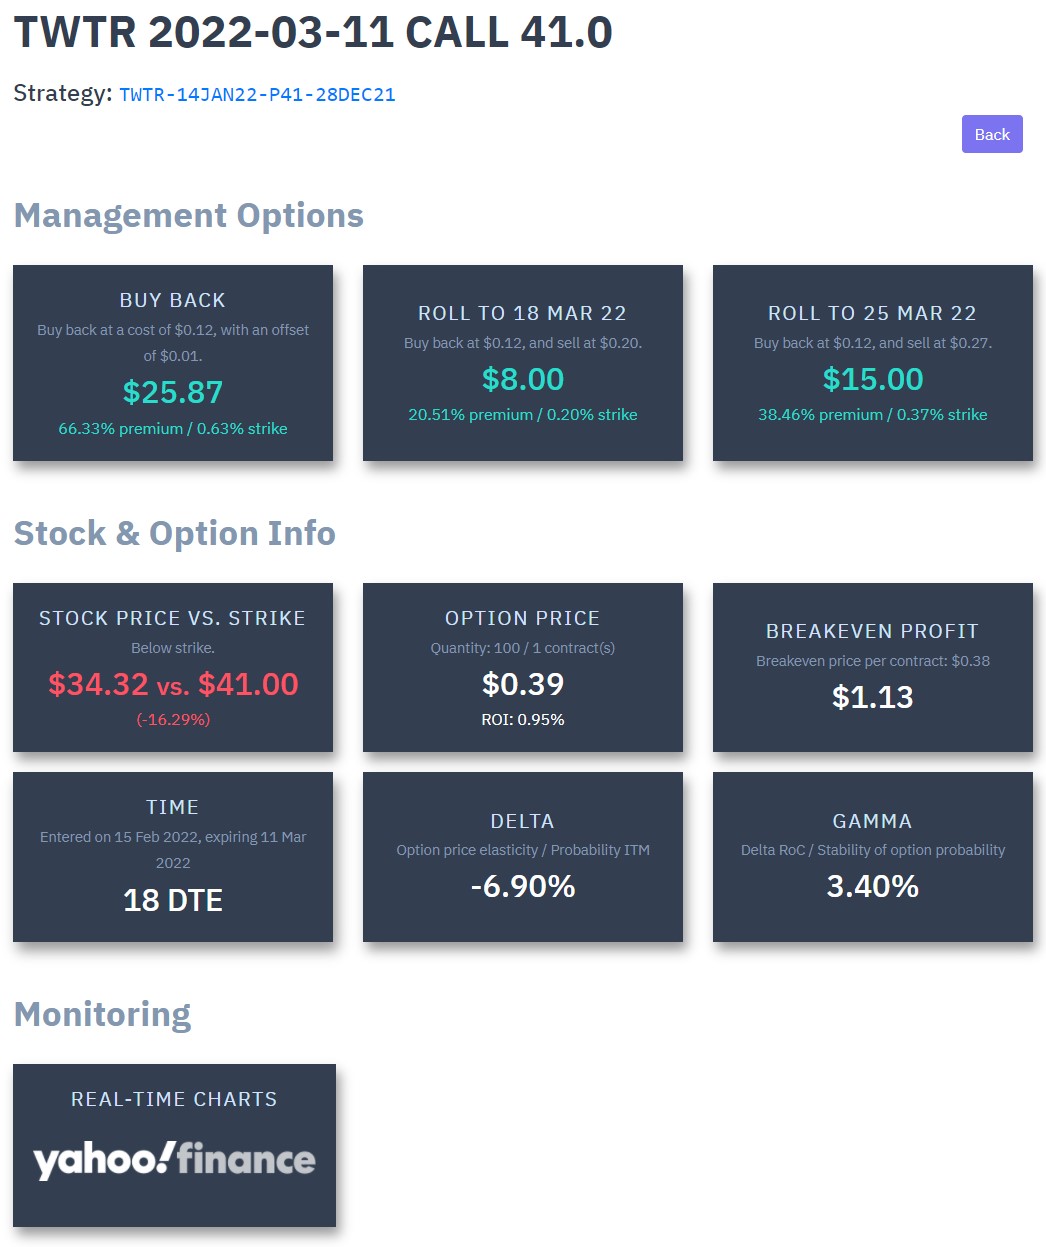 TWTR 2022-03-11 CALL 41.0
Strategy: TWTR-14JAN22-P41-28DEC21
Back
Management Options
BUY BACK
Buy back at a cost of $0.12, with an offset
of $0.01.
$25.87
66.33% premium / 0.63% strike
ROLL TO 18 MAR 22
Buy back at $0.12, and sell at $0.20.
$8.00
20.51% premium / 0.20% strike
ROLL TO 25 MAR 22
Buy back at $0.12, and sell at $0.27.
$15.00
38.46% premium / 0.37% strike
Stock & Option Info
STOCK PRICE VS. STRIKE
Below strike.
$34.32 vs. $41.00
(-16.29%)
OPTION PRICE
Quantity: 100 / 1 contract(s)
$0.39
ROI: 0.95%
BREAKEVEN PROFIT
Breakeven price per contract: $0.38
$1.13
TIME
Entered on 15 Feb 2022, expiring 11 Mar
2022
18 DTE
DELTA
Option price elasticity / Probability ITM
-6.90%
GAMMA
Delta RoC / Stability of option probability
3.40%
Monitoring
REAL-TIME CHARTS
yahoo!finance